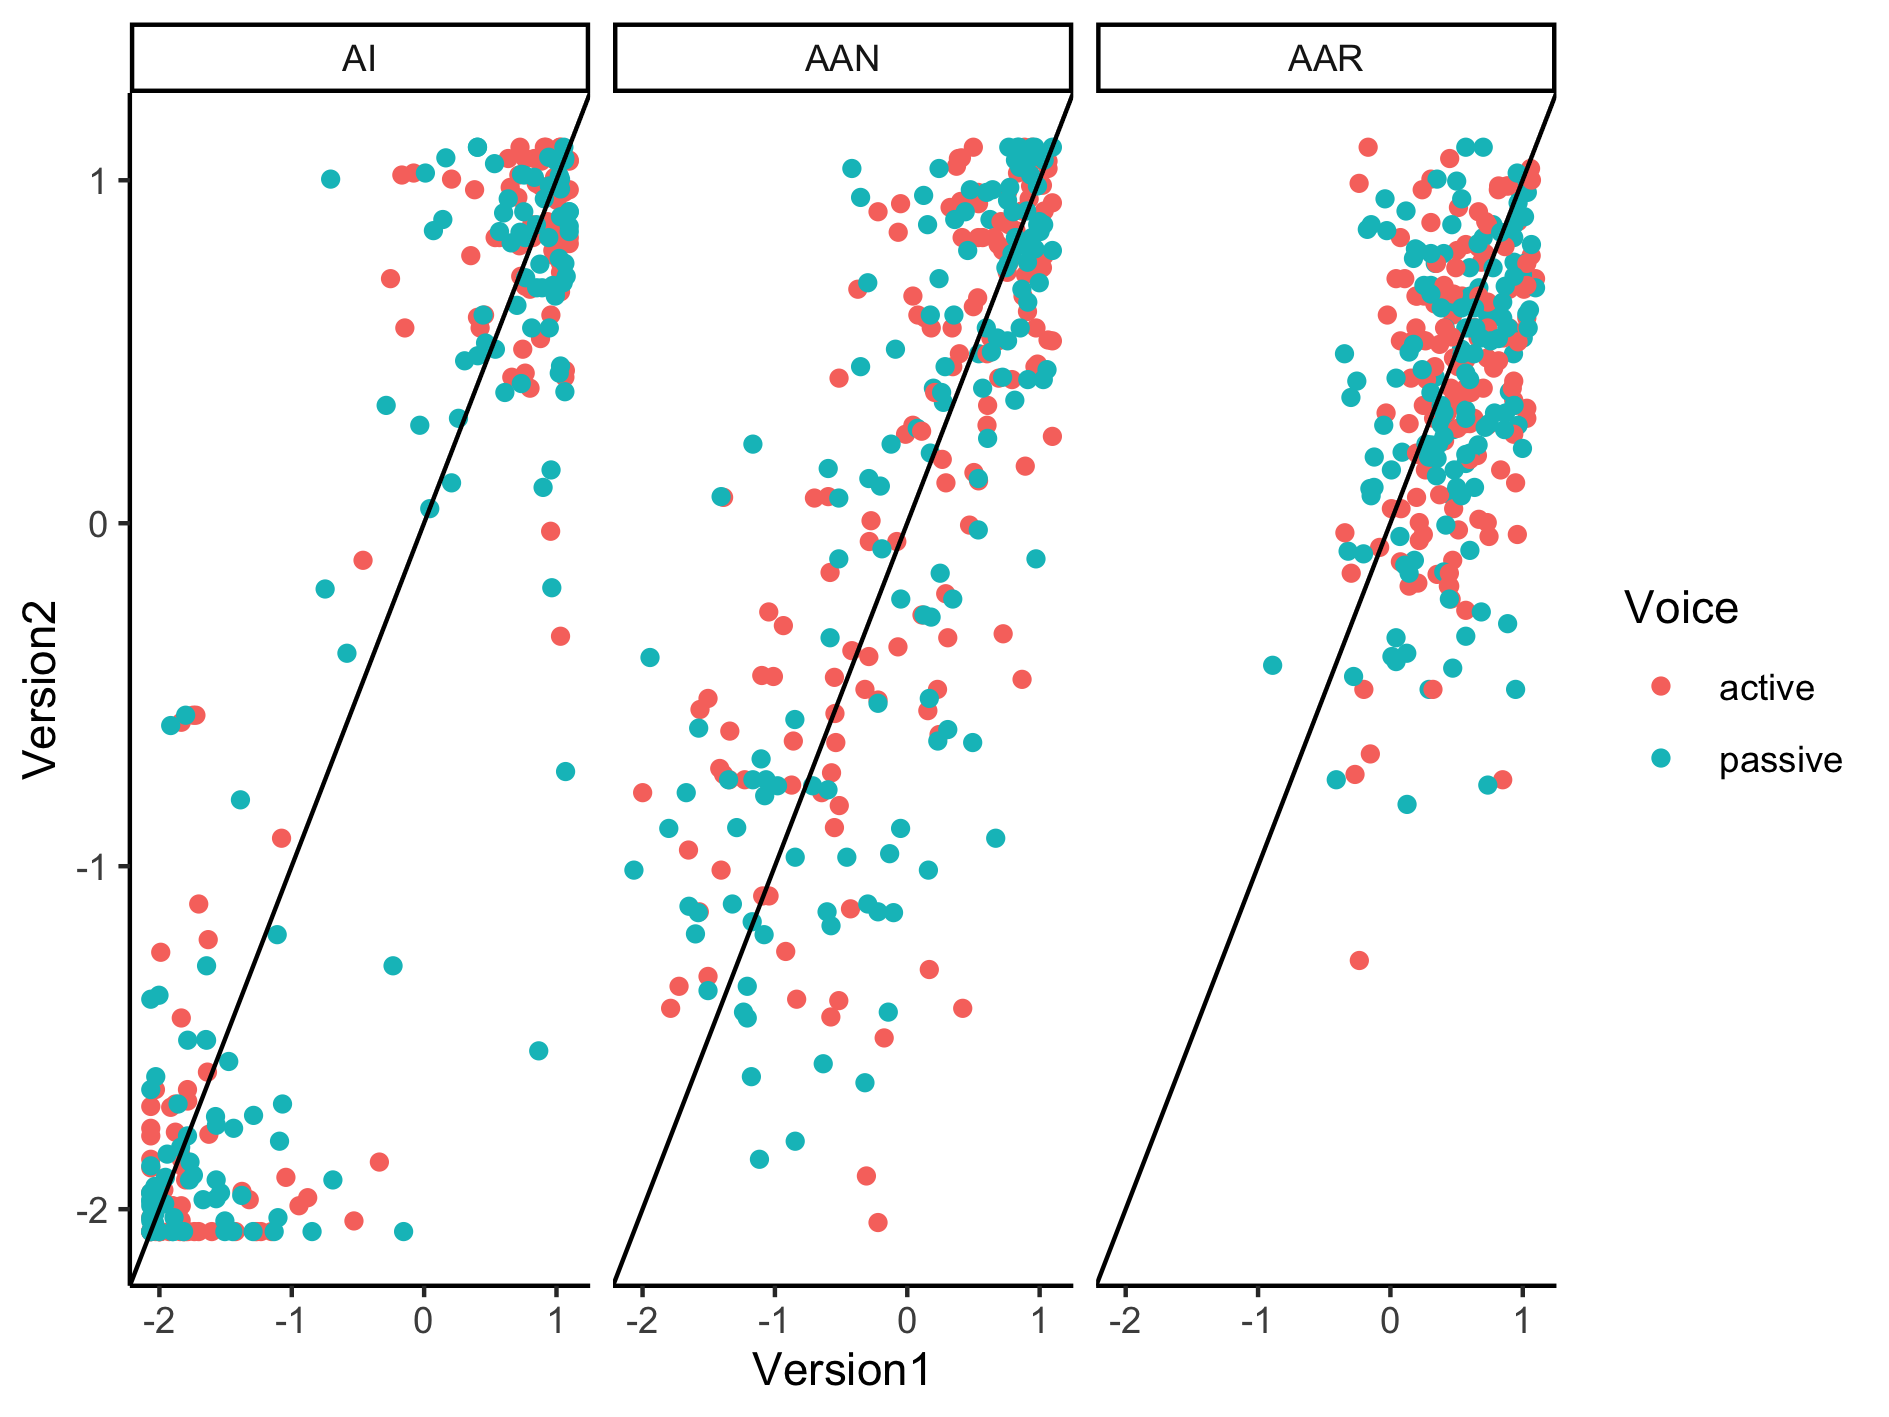 AI AAN AAR
1
0
-1
-2
Version2
-2 -1 0 1 -2 -1 0 1 -2 -1 0 1
Version1
Voice
active
passive